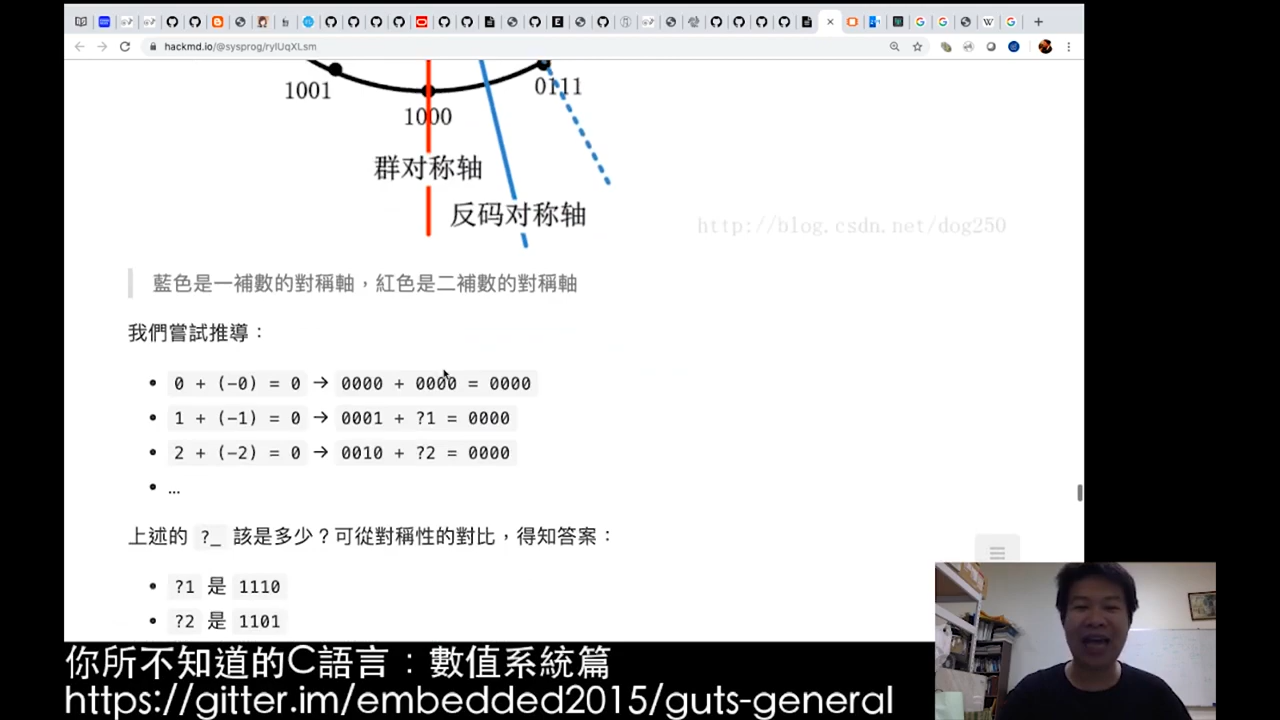 hackmd.io/@sysprog/rylUqXLsm
1001
1000
0111
群对称轴
反码对称轴
http://blog.csdn.net/dog250
藍色是一補數的對稱軸，紅色是二補數的對稱軸
我們嘗試推導：
0 + (-0) = 0 → 0000 + 0000 = 0000
1 + (-1) = 0 → 0001 + ?1 = 0000
2 + (-2) = 0 → 0010 + ?2 = 0000
...
上述的 ?_ 該是多少？可從對稱性的對比，得知答案：
?1 是 1110
?2 是 1101
你所不知道的C語言：數值系統篇
https://gitter.im/embedded2015/guts-general